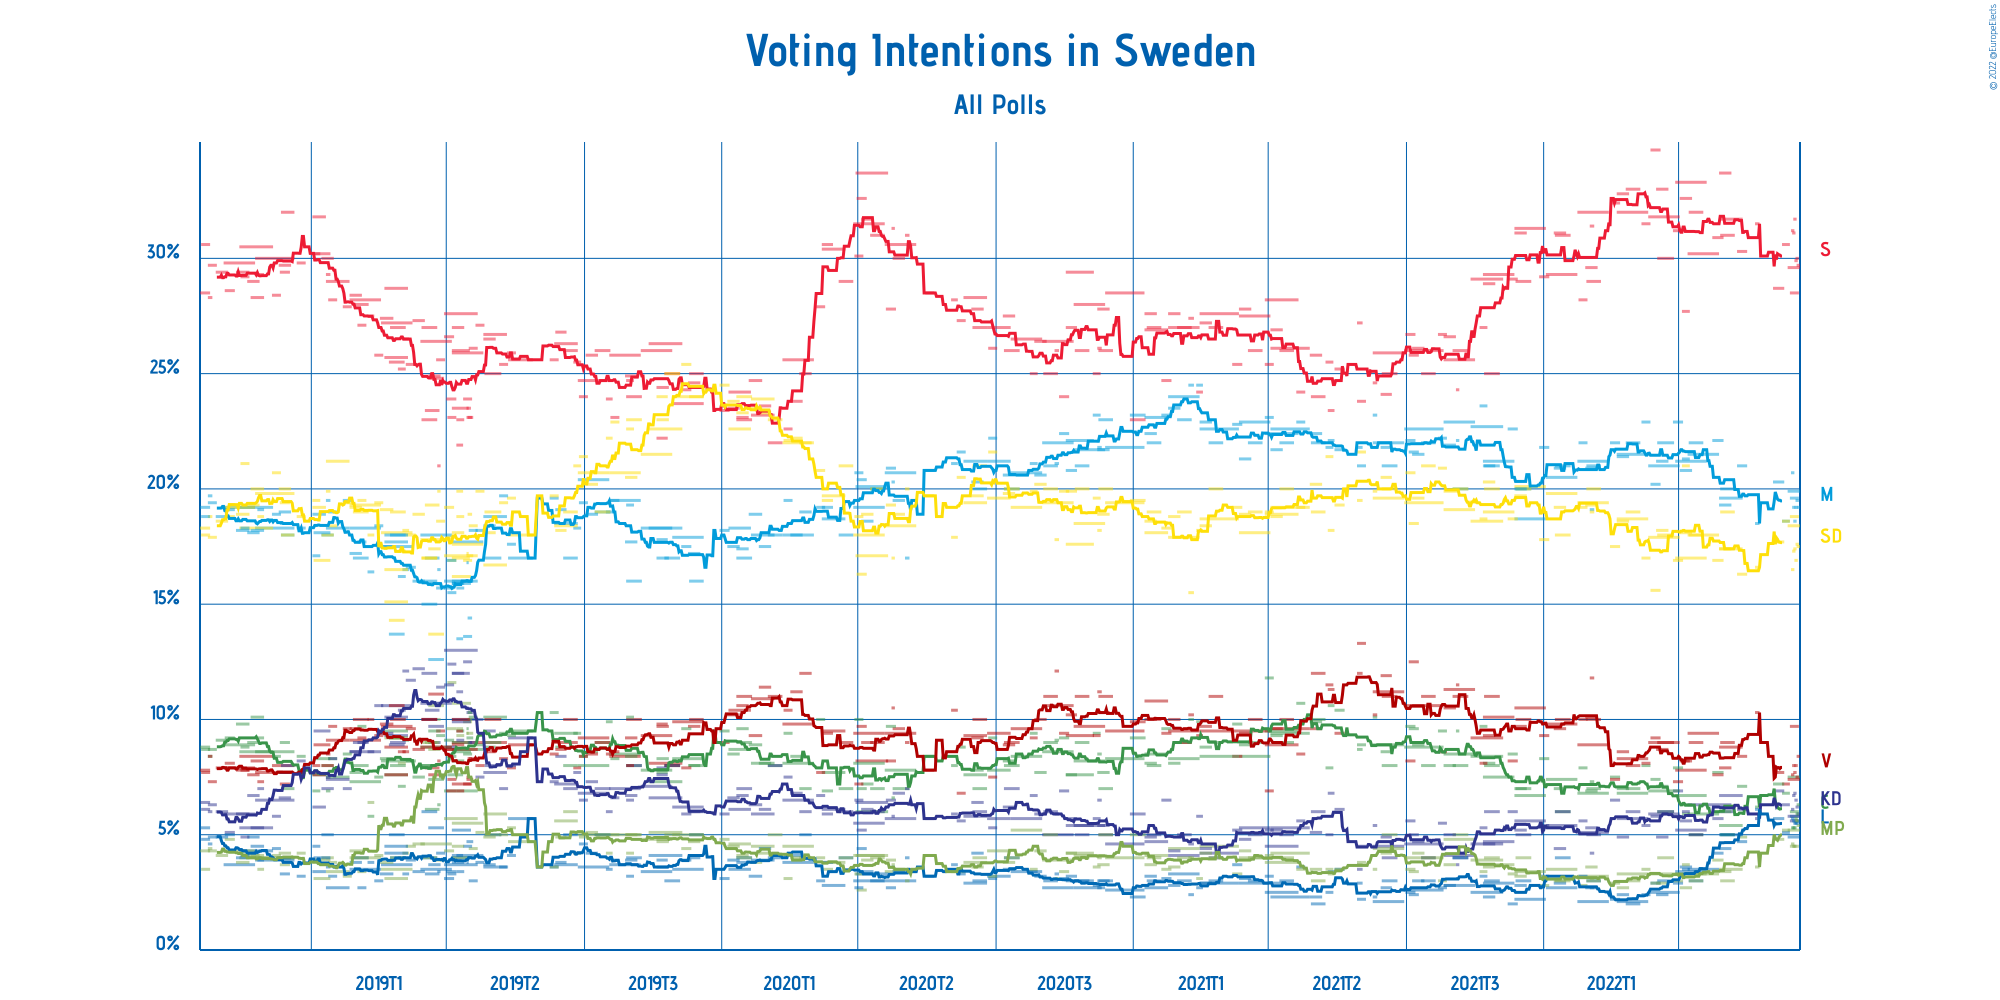 Voting Intentions in Sweden
All Polls
© 2022 @EuropeElects
30%
25%
20%
15%
10%
5%
0%
S
M
SD
V
KD
L
MP
2019T1
2019T2
2019T3
2020T1
2020T2
2020T3
2021T1
2021T2
2021T3
2022T1